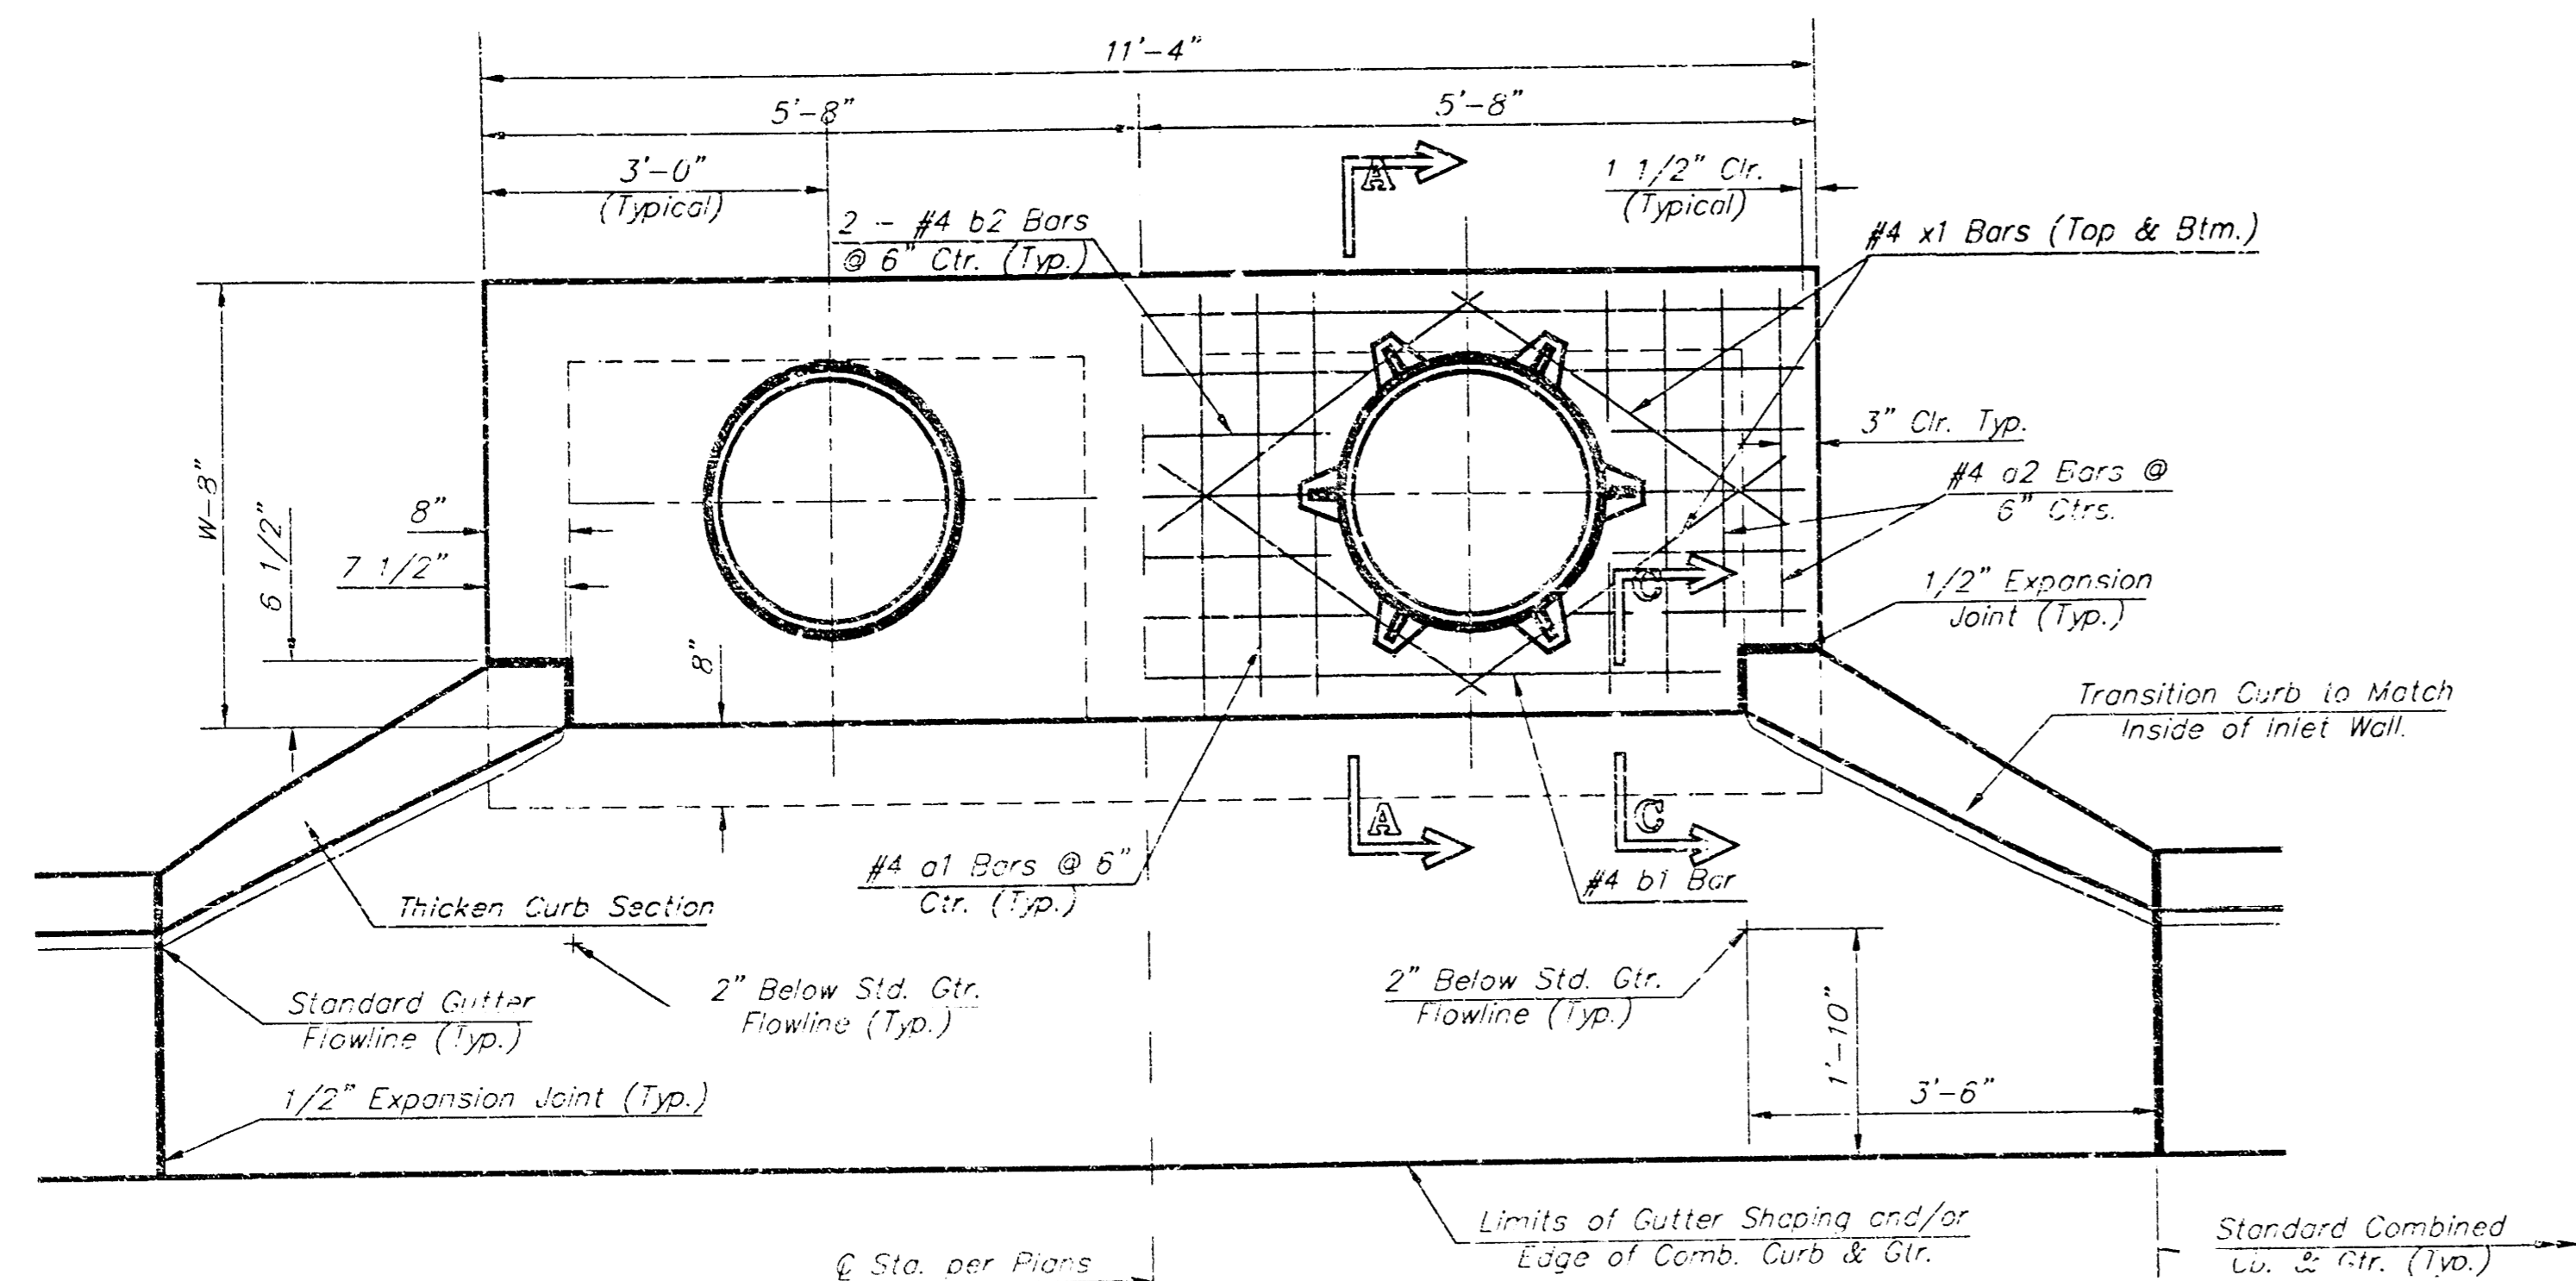 11'-4"
5'-8"
5'-8"
3'-0"
(Typical)
1 1/2" Clr.
(Typical)
A
2 - #4 b2 Bars
@ 6" Ctr. (Typ.)
#4 x1 Bars (Top & Btm.)
W-8"
3" Clr. Typ.
8"
#4 a2 Bars @
6" Ctrs.
6 1/2"
7 1/2"
C
1/2" Expansion
Joint (Typ.)
8"
Transition Curb to Match
Inside of Inlet Wall.
A
C
#4 a1 Bars @ 6"
Ctr. (Typ.)
#4 b1 Bar
Thicken Curb Section
2" Below Std. Gtr.
Flowline (Typ.)
2" Below Std. Gtr.
Flowline (Typ.)
Standard Gutter
Flowline (Typ.)
1'-10"
3'-6"
1/2" Expansion Joint (Typ.)
Limits of Gutter Shaping and/or
Edge of Comb. Curb & Gtr.
Standard Combined
Cb. & Gtr. (Typ.)
℄ Sta. per Plans